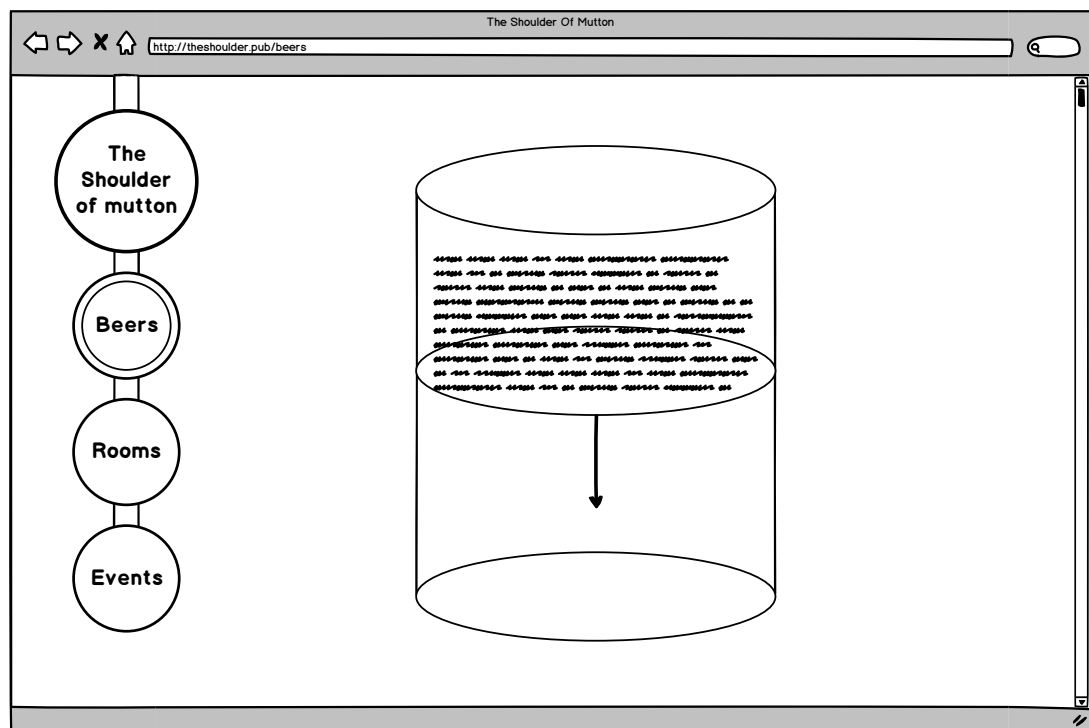 The Shoulder Of Mutton
http://theshoulder.pub/beers
The
Shoulder
of mutton
Beers
Rooms
Events